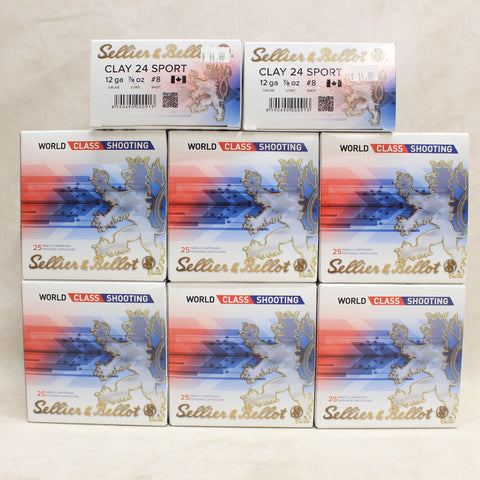 $ 14.99
Sellier & Bellot
CLAY 24 SPORT
12 ga 7/8 oz #8
GAUGE LOAD SHOT
8590690000973
$ 14.99
Sellier & Bellot
CLAY 24 SPORT
12 ga 7/8 oz #8
GAUGE LOAD SHOT
WORLD CLASS SHOOTING
25
Sellier & Bellot
WORLD CLASS SHOOTING
25
Sellier & Bellot
WORLD CLASS SHOOTING
25
Sellier & Bellot
WORLD CLASS SHOOTING
25
Sellier & Bellot
WORLD CLASS SHOOTING
25
Sellier & Bellot
WORLD CLASS SHOOTING
25
Sellier & Bellot